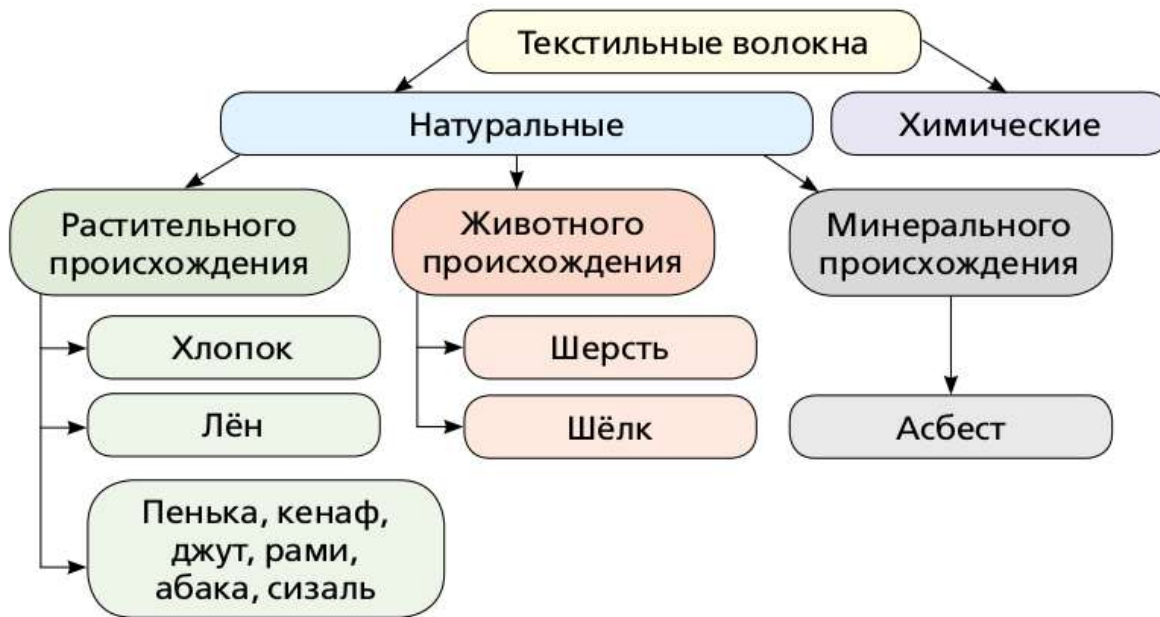 Текстильные волокна
Натуральные
Химические
Растительного
происхождения
Животного
происхождения
Минерального
происхождения
Хлопок
Шерсть
Лён
Шёлк
Асбест
Пенька, кенаф,
джут, рами,
абака, сизаль